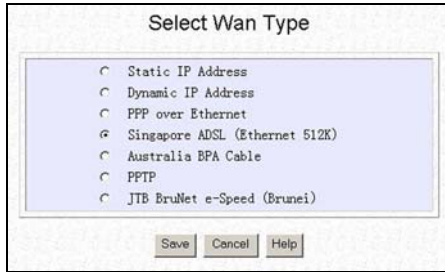 Select Wan Type
Static IP Address
Dynamic IP Address
PPP over Ethernet
Singapore ADSL (Ethernet 512K)
Australia BPA Cable
PPTP
JTB BruNet e-Speed (Brunei)
Save Cancel Help